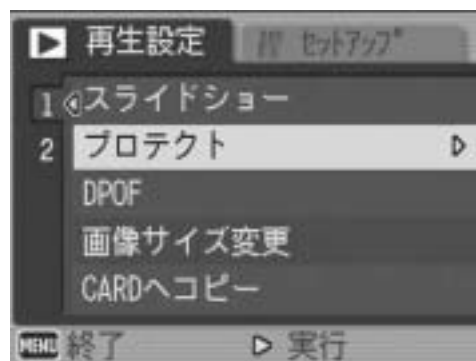 再生設定 セットアップ
1 スライドショー
2 プロテクト
DPOF
画像サイズ変更
CARDへコピー
MENU 終了 実行